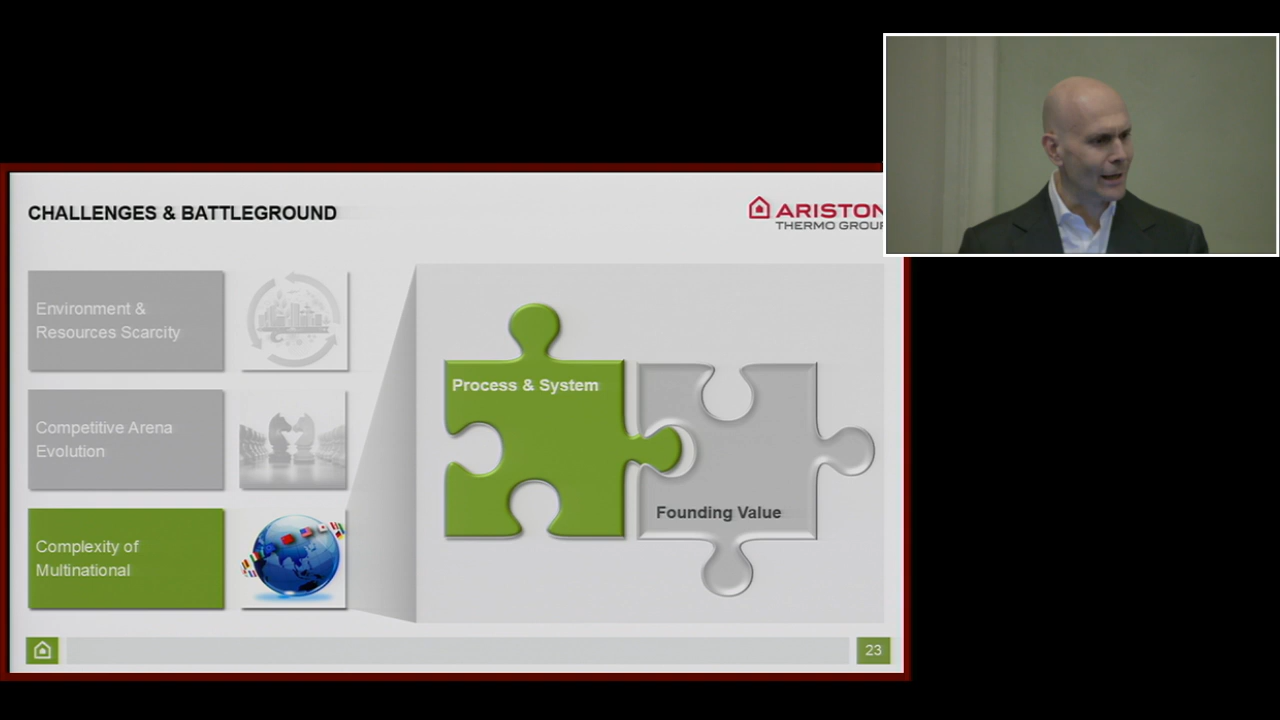 CHALLENGES & BATTLEGROUND
ARISTON
THERMO GROUP
Environment &
Resources Scarcity
Competitive Arena
Evolution
Complexity of
Multinational
Process & System
Founding Value
23